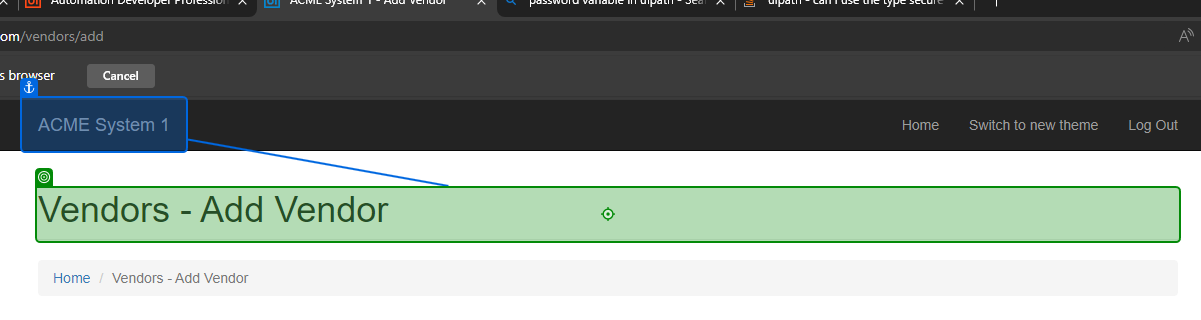 Automation Developer Profession
ACME System 1 - Add Vendor
password variable in uipath - Sea
uipath - can i use the type secure
om/vendors/add
s browser
Cancel
ACME System 1
Home
Switch to new theme
Log Out
Vendors - Add Vendor
Home / Vendors - Add Vendor